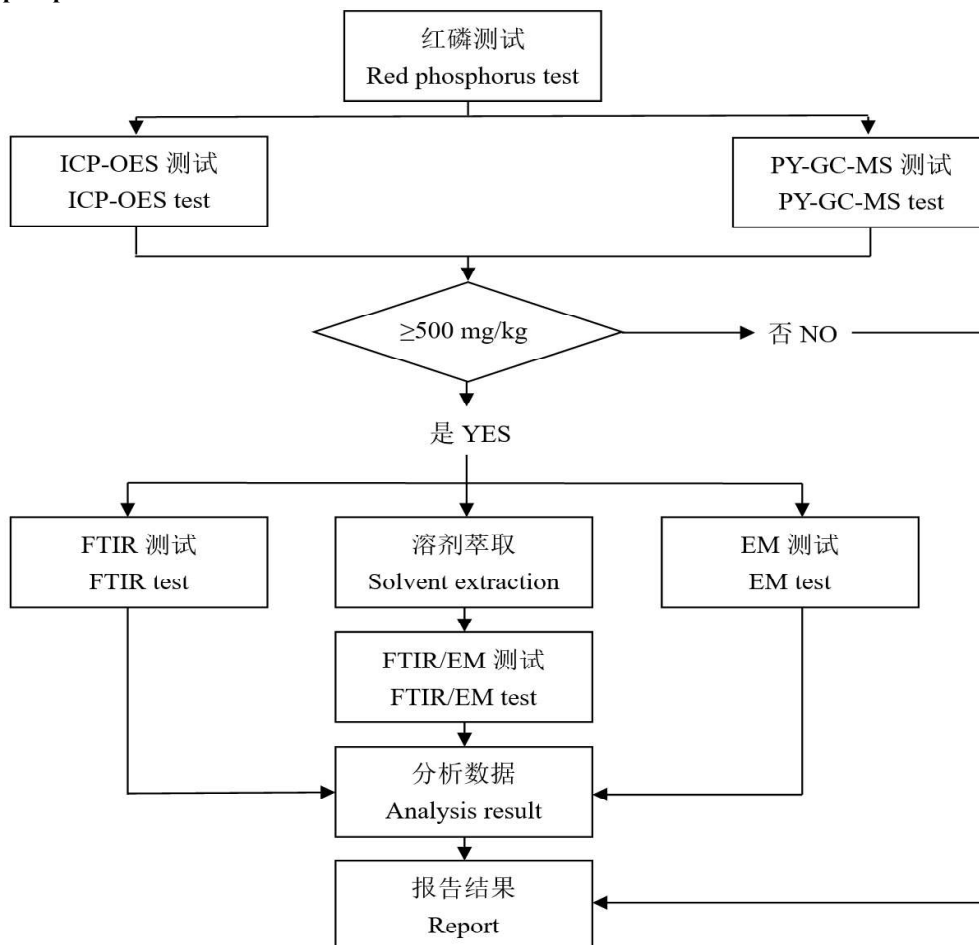 红磷测试
Red phosphorus test
ICP-OES 测试
ICP-OES test
PY-GC-MS 测试
PY-GC-MS test
≥500 mg/kg
否 NO
是 YES
FTIR 测试
FTIR test
溶剂萃取
Solvent extraction
EM 测试
EM test
FTIR/EM 测试
FTIR/EM test
分析数据
Analysis result
报告结果
Report